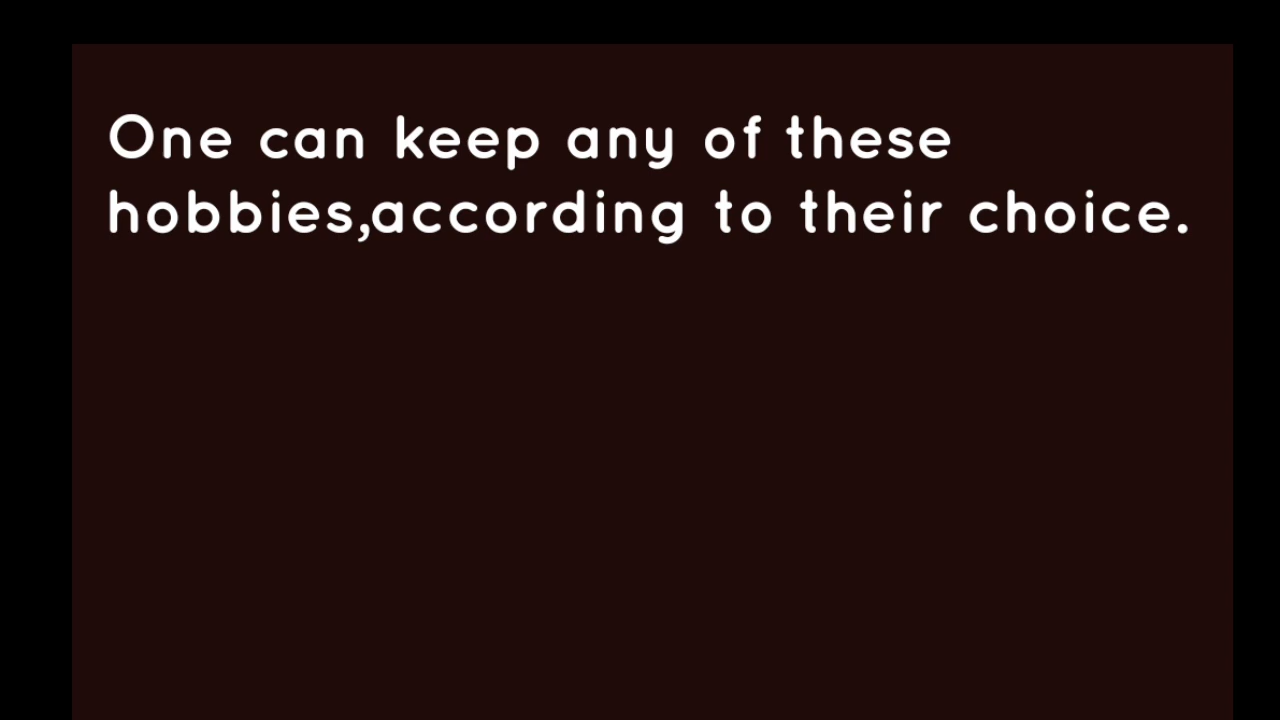 One can keep any of these
hobbies,according to their choice.